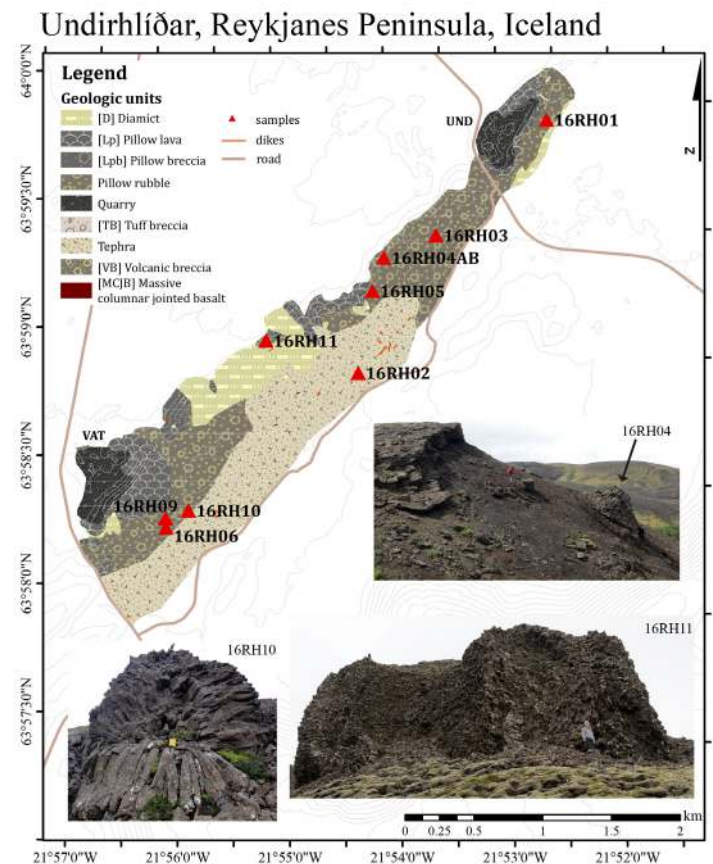 Undirhlíðar, Reykjanes Peninsula, Iceland
Legend
Geologic units
[D] Diamict
[Lp] Pillow lava
[Lpb] Pillow breccia
Pillow rubble
Quarry
[TB] Tuff breccia
Tephra
[VB] Volcanic breccia
[MCJB] Massive
columnar jointed basalt
samples
dikes
road
N
UND
16RH01
16RH03
16RH04AB
16RH05
16RH11
16RH02
VAT
16RH09
16RH10
16RH06
16RH04
16RH10
16RH11
64°0'0"N
63°59'30"N
63°59'0"N
63°58'30"N
63°58'0"N
63°57'30"N
km
0 0.25 0.5 1 1.5 2
21°57'0"W 21°56'0"W 21°55'0"W 21°54'0"W 21°53'0"W 21°52'0"W